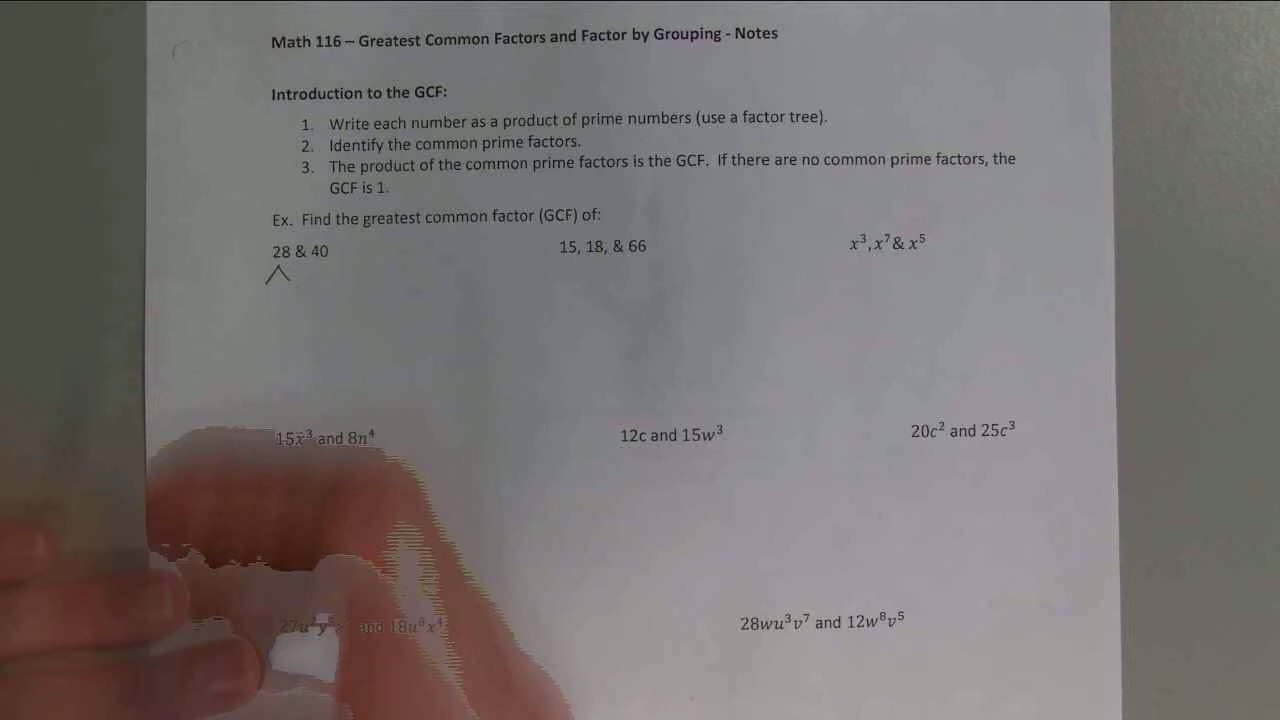 Math 116 – Greatest Common Factors and Factor by Grouping - Notes
Introduction to the GCF:
1. Write each number as a product of prime numbers (use a factor tree).
2. Identify the common prime factors.
3. The product of the common prime factors is the GCF. If there are no common prime factors, the
GCF is 1.
Ex. Find the greatest common factor (GCF) of:
28 & 40 15, 18, & 66 x³, x⁷ & x⁵
15x³ and 8n⁴ 12c and 15w³ 20c² and 25c³
and 28wu³v⁷ and 12w⁸v⁵